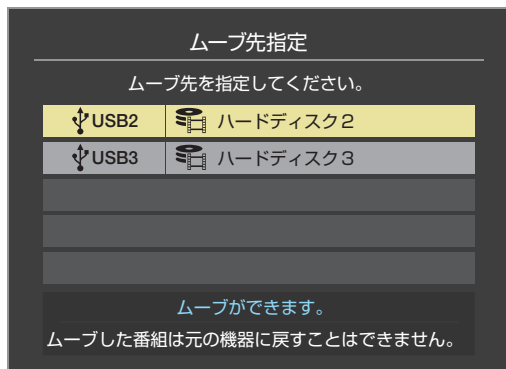 ムーブ先指定
ムーブ先を指定してください。
USB2 ハードディスク2
USB3 ハードディスク3
ムーブができます。
ムーブした番組は元の機器に戻すことはできません。